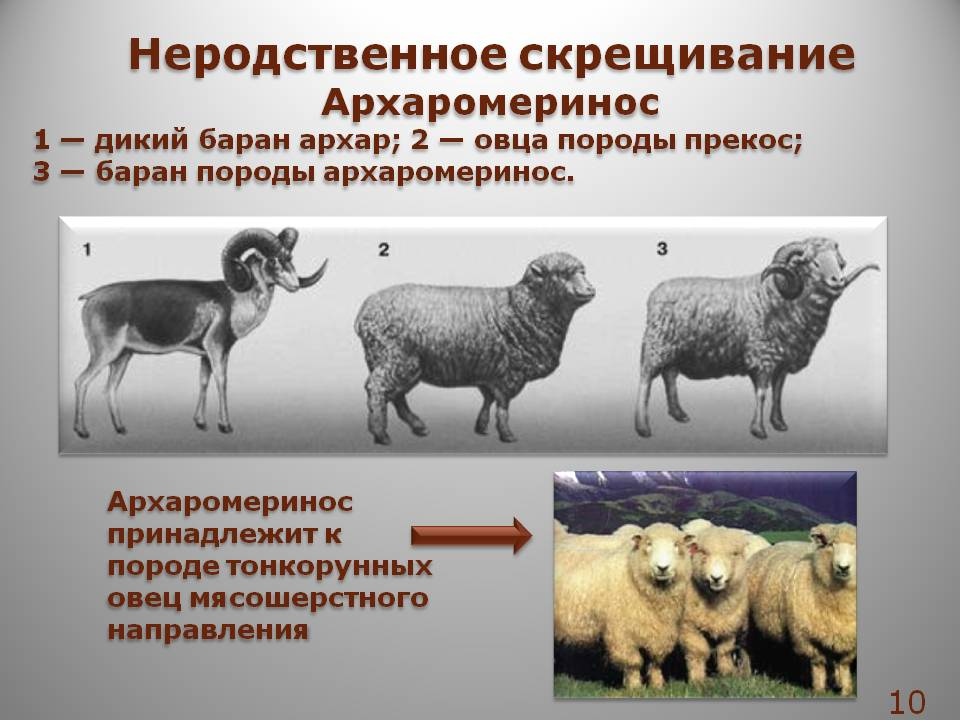 Неродственное скрещивание
Архаромеринос
1 — дикий баран архар; 2 — овца породы прекос;
3 — баран породы архаромеринос.
1
2
3
Архаромеринос
принадлежит к
породе тонкорунных
овец мясошерстного
направления
10